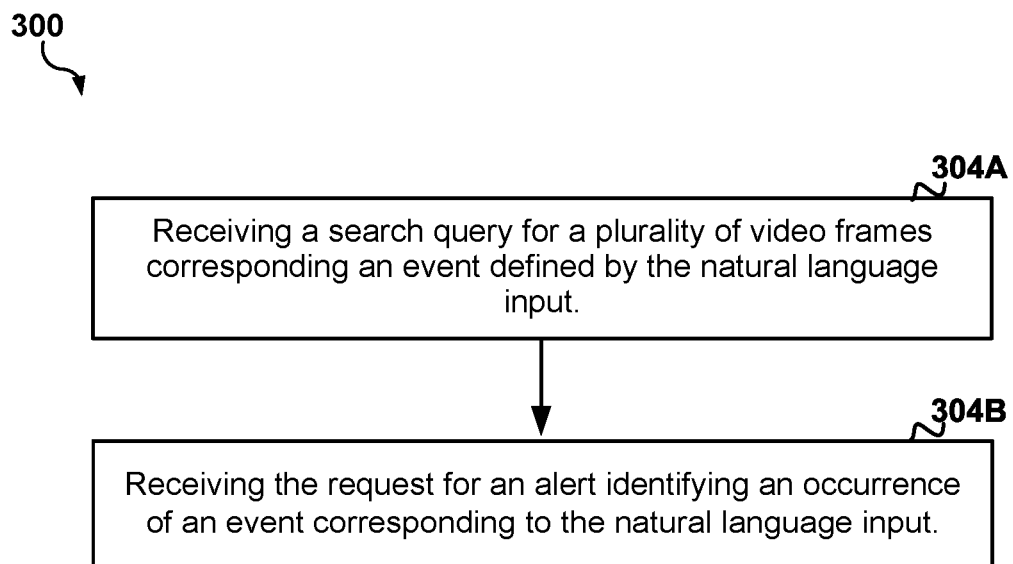 300
304A
Receiving a search query for a plurality of video frames
corresponding an event defined by the natural language
input.
304B
Receiving the request for an alert identifying an occurrence
of an event corresponding to the natural language input.